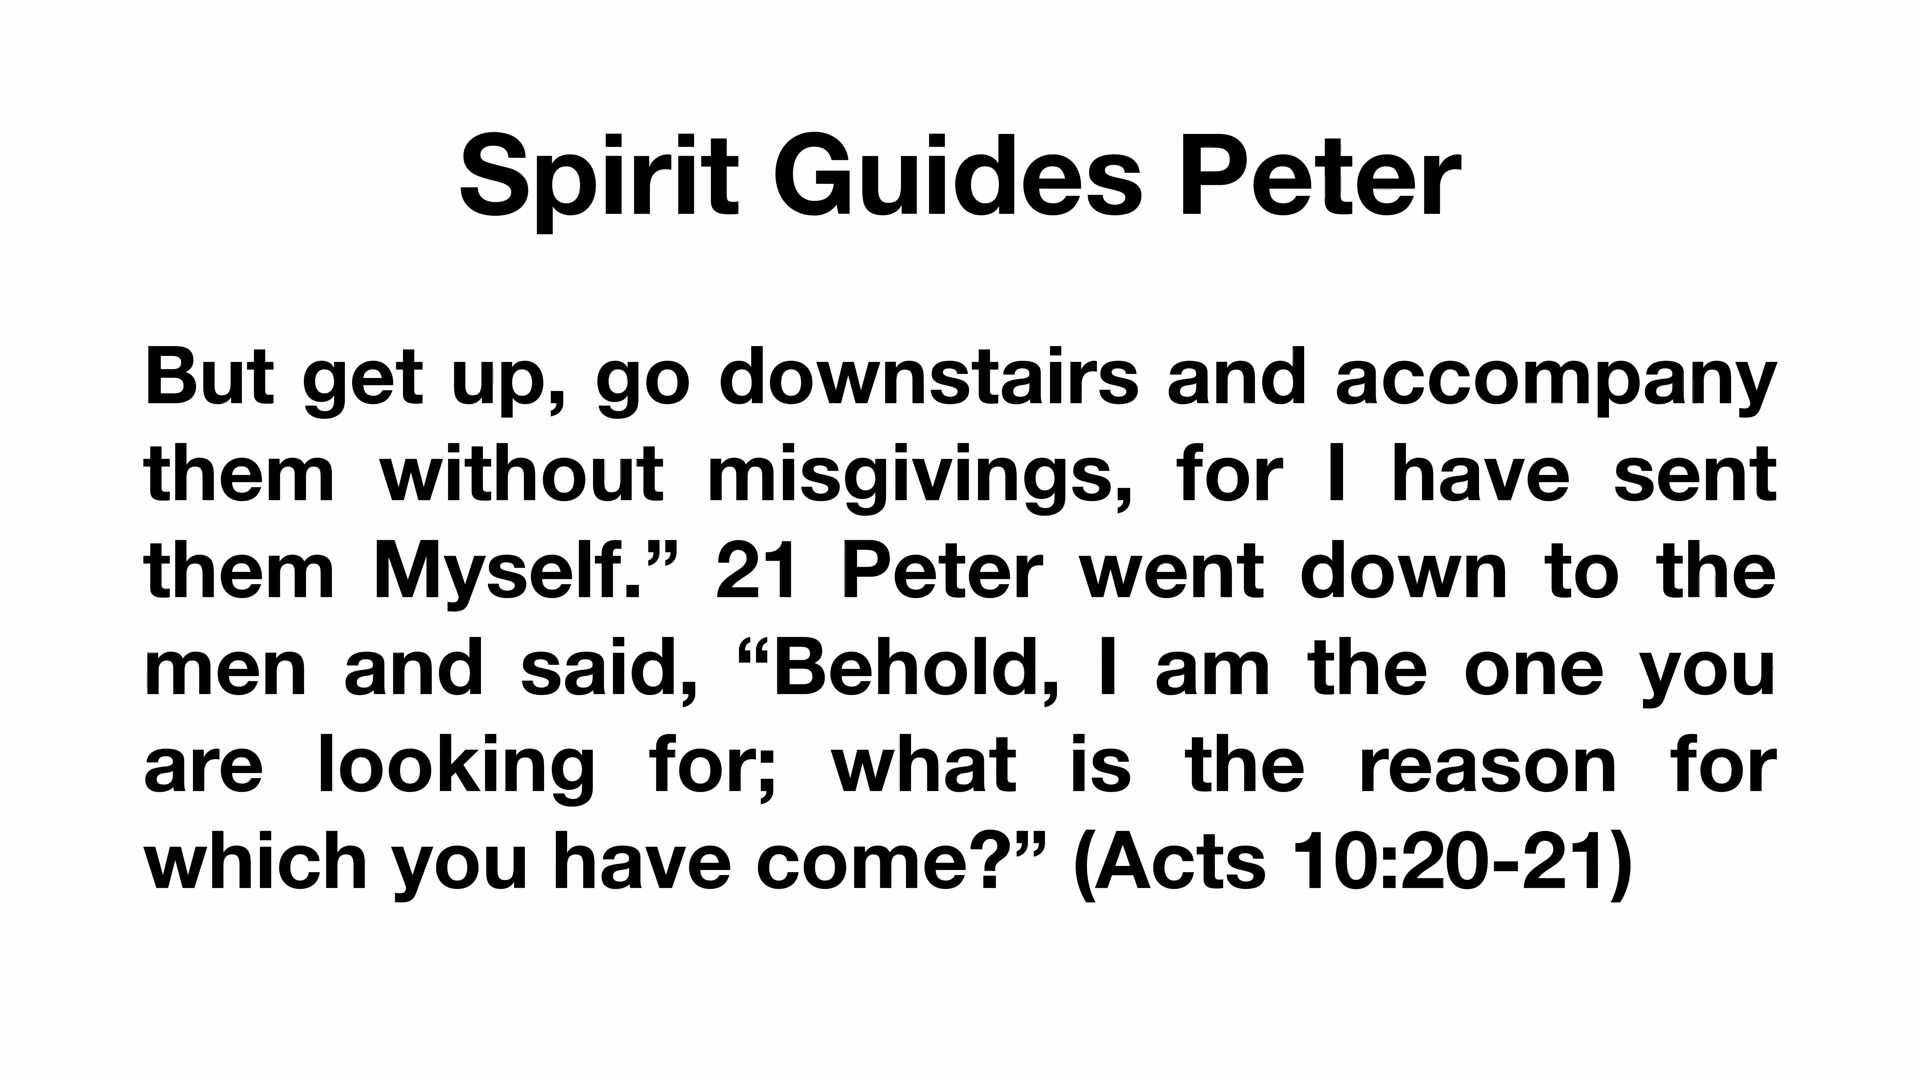 Spirit Guides Peter
But get up, go downstairs and accompany
them without misgivings, for I have sent
them Myself.” 21 Peter went down to the
men and said, “Behold, I am the one you
are looking for; what is the reason for
which you have come?” (Acts 10:20-21)